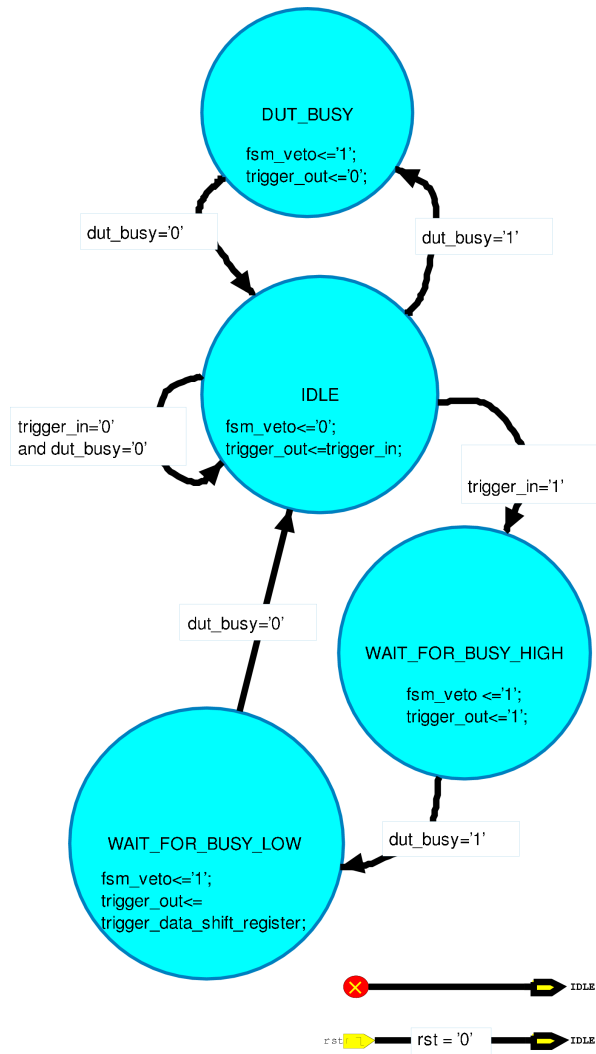 DUT_BUSY
fsm_veto<='1';
trigger_out<='0';
dut_busy='0'
dut_busy='1'
IDLE
fsm_veto<='0';
trigger_out<=trigger_in;
trigger_in='0'
and dut_busy='0'
trigger_in='1'
dut_busy='0'
WAIT_FOR_BUSY_HIGH
fsm_veto <='1';
trigger_out<='1';
dut_busy='1'
WAIT_FOR_BUSY_LOW
fsm_veto<='1';
trigger_out<=
trigger_data_shift_register;
IDLE
rst
rst = '0'
IDLE